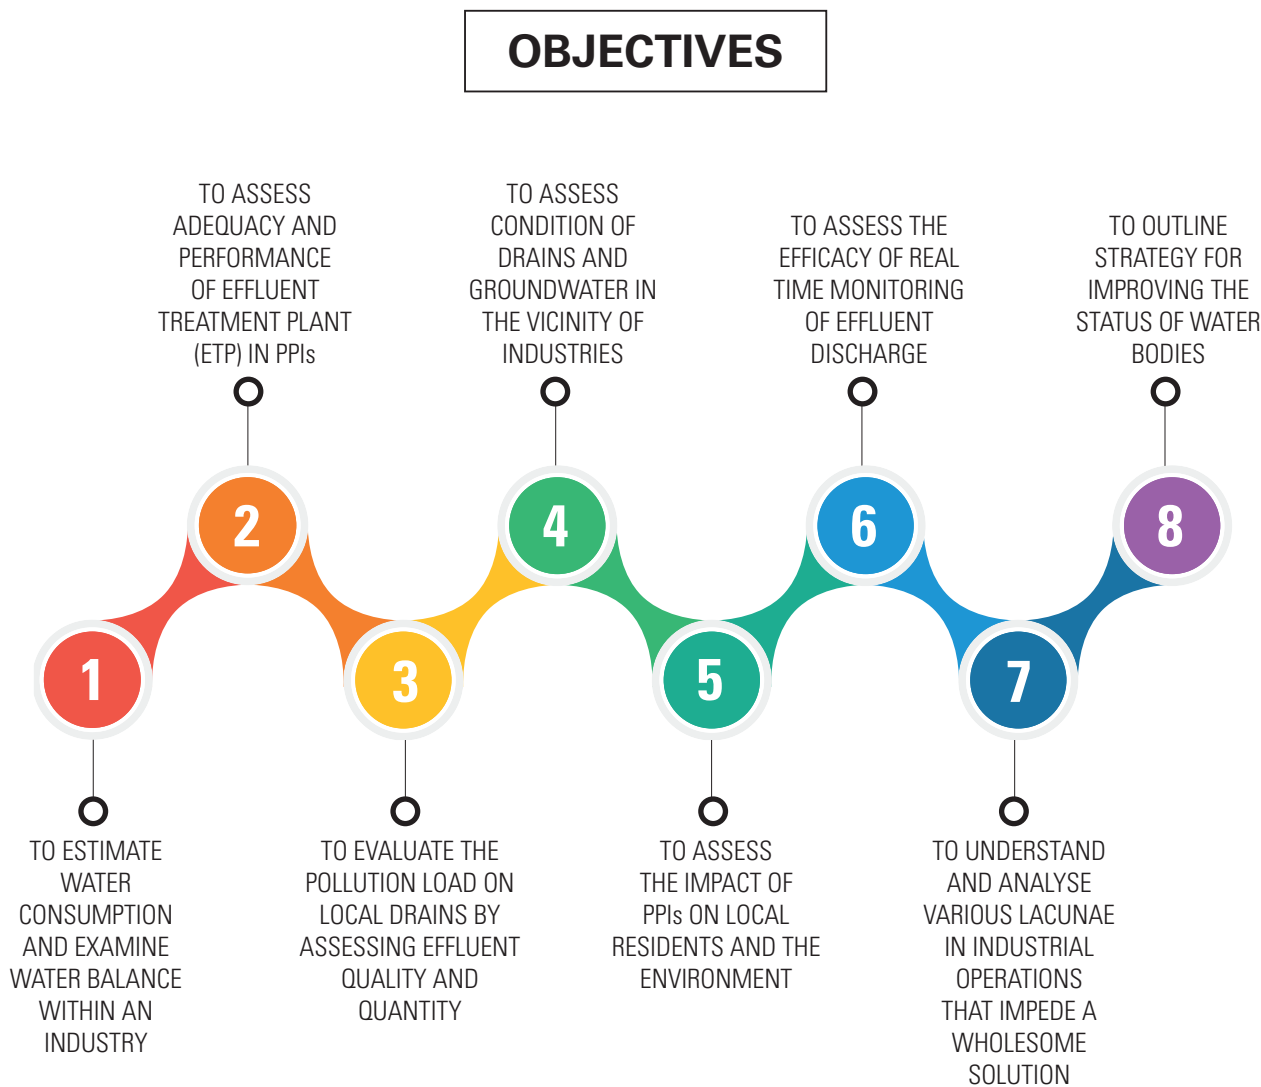 OBJECTIVES
TO ASSESS
ADEQUACY AND
PERFORMANCE
OF EFFLUENT
TREATMENT PLANT
(ETP) IN PPIs
TO ASSESS
CONDITION OF
DRAINS AND
GROUNDWATER IN
THE VICINITY OF
INDUSTRIES
TO ASSESS THE
EFFICACY OF REAL
TIME MONITORING
OF EFFLUENT
DISCHARGE
TO OUTLINE
STRATEGY FOR
IMPROVING THE
STATUS OF WATER
BODIES
2
4
6
8
1
3
5
7
TO ESTIMATE
WATER
CONSUMPTION
AND EXAMINE
WATER BALANCE
WITHIN AN
INDUSTRY
TO EVALUATE THE
POLLUTION LOAD ON
LOCAL DRAINS BY
ASSESSING EFFLUENT
QUALITY AND
QUANTITY
TO ASSESS
THE IMPACT OF
PPIs ON LOCAL
RESIDENTS AND THE
ENVIRONMENT
TO UNDERSTAND
AND ANALYSE
VARIOUS LACUNAE
IN INDUSTRIAL
OPERATIONS
THAT IMPEDE A
WHOLESOME
SOLUTION